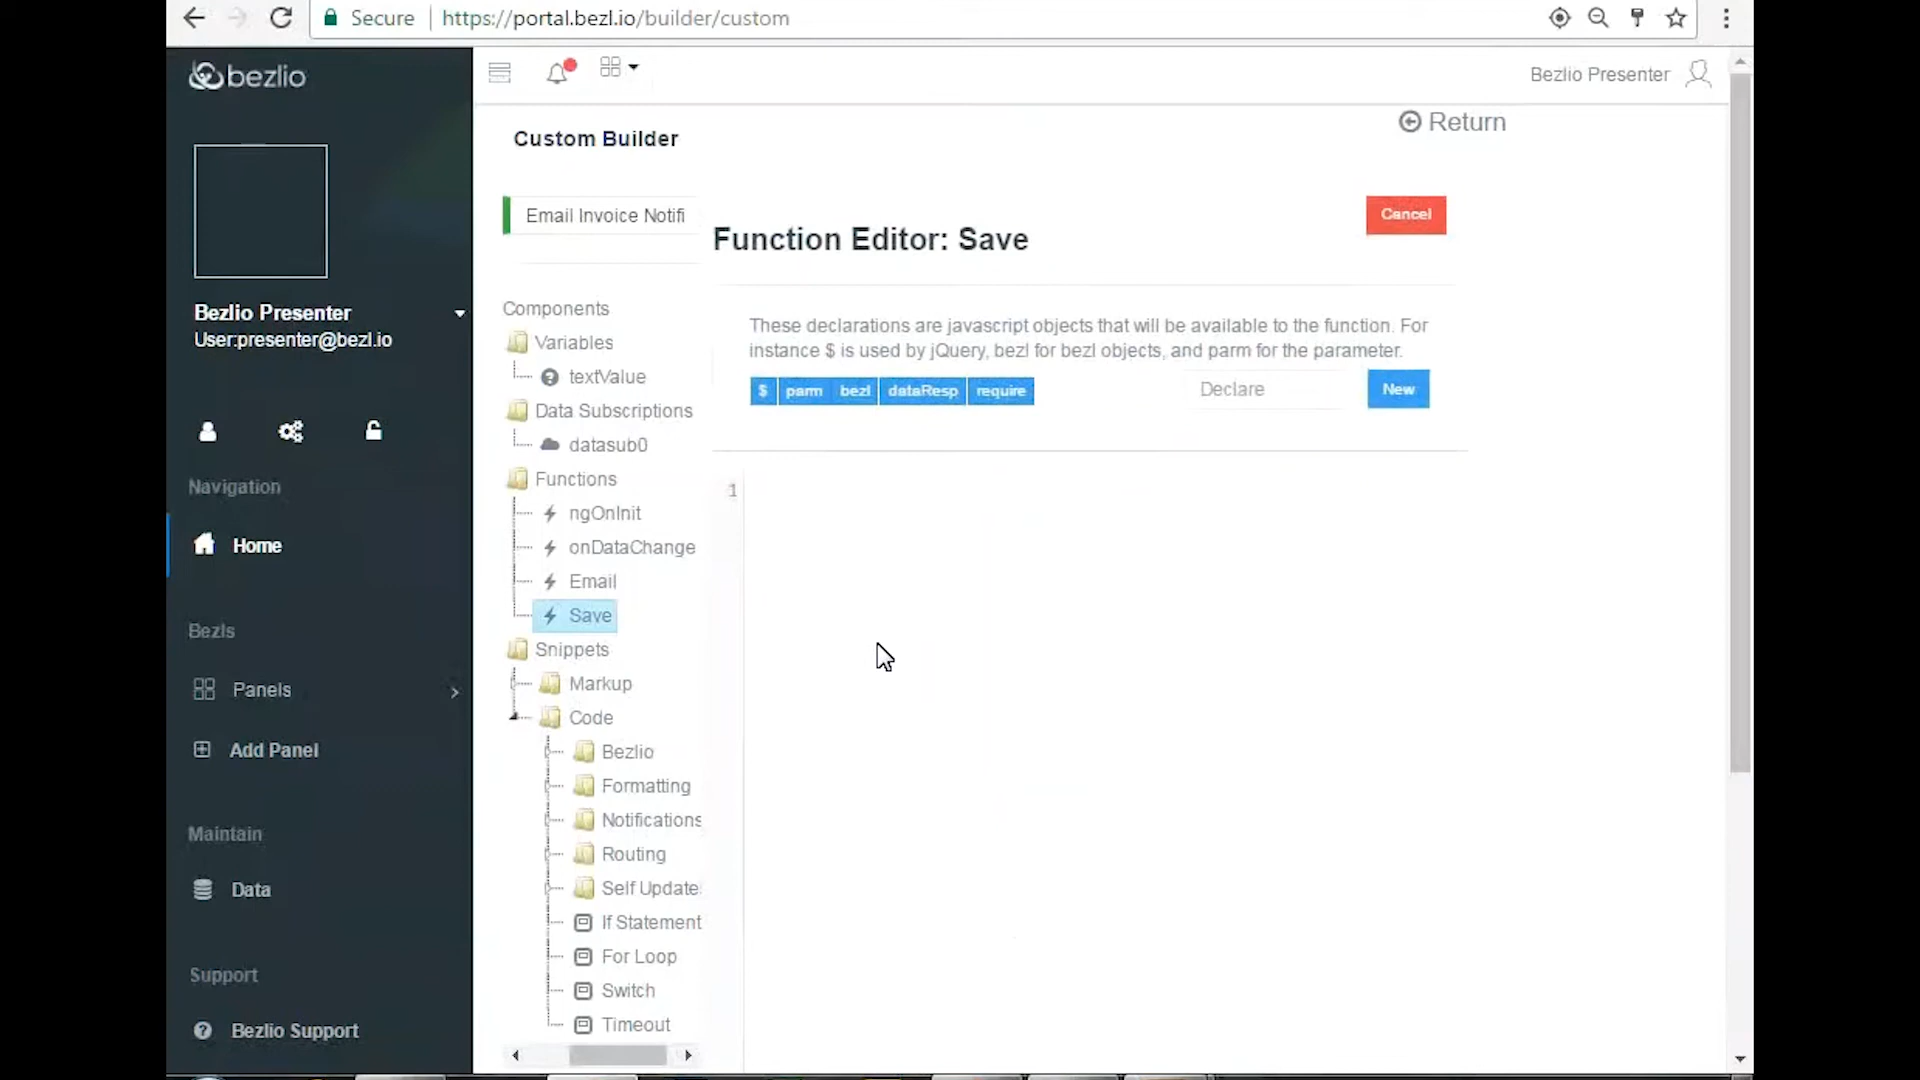 Secure
https://portal.bezl.io/builder/custom
bezlio
Bezlio Presenter
Return
Custom Builder
Email Invoice Notifi
Cancel
Function Editor: Save
Bezlio Presenter
User:presenter@bezl.io
Components
These declarations are javascript objects that will be available to the function. For
instance $ is used by jQuery, bezl for bezl objects, and parm for the parameter.
$ parm bezl dataResp require
Declare
New
Variables
textValue
Data Subscriptions
datasub0
Functions
ngOnInit
onDataChange
Email
Save
Snippets
Markup
Code
Bezlio
Formatting
Notifications
Routing
Self Update
If Statement
For Loop
Switch
Timeout
1
Navigation
Home
Bezls
Panels
Add Panel
Maintain
Data
Support
Bezlio Support